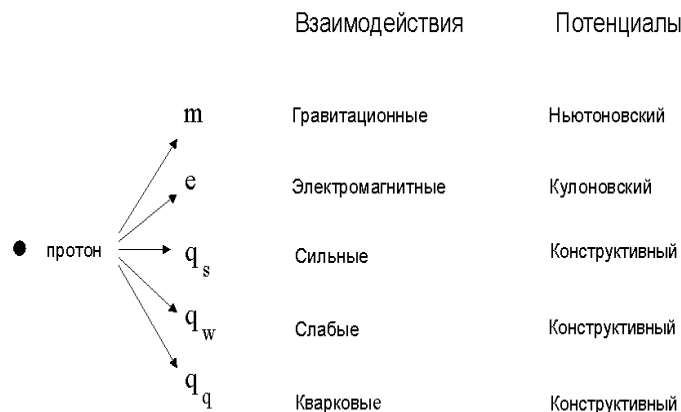 Взаимодействия Потенциалы
m Гравитационные Ньютоновский
e Электромагнитные Кулоновский
протон q s Сильные Конструктивный
q w Слабые Конструктивный
q q Кварковые Конструктивный